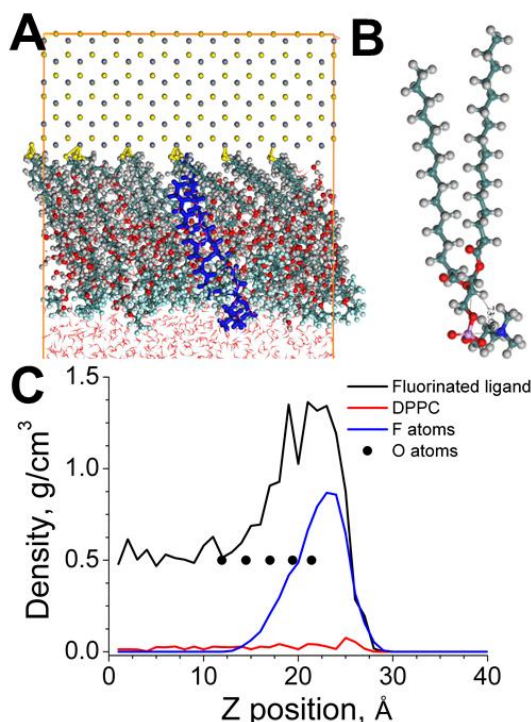 A
B
C
Fluorinated ligand
DPPC
F atoms
O atoms
Density, g/cm³
1.5
1.0
0.5
0.0
0
10
20
30
40
Z position, Å